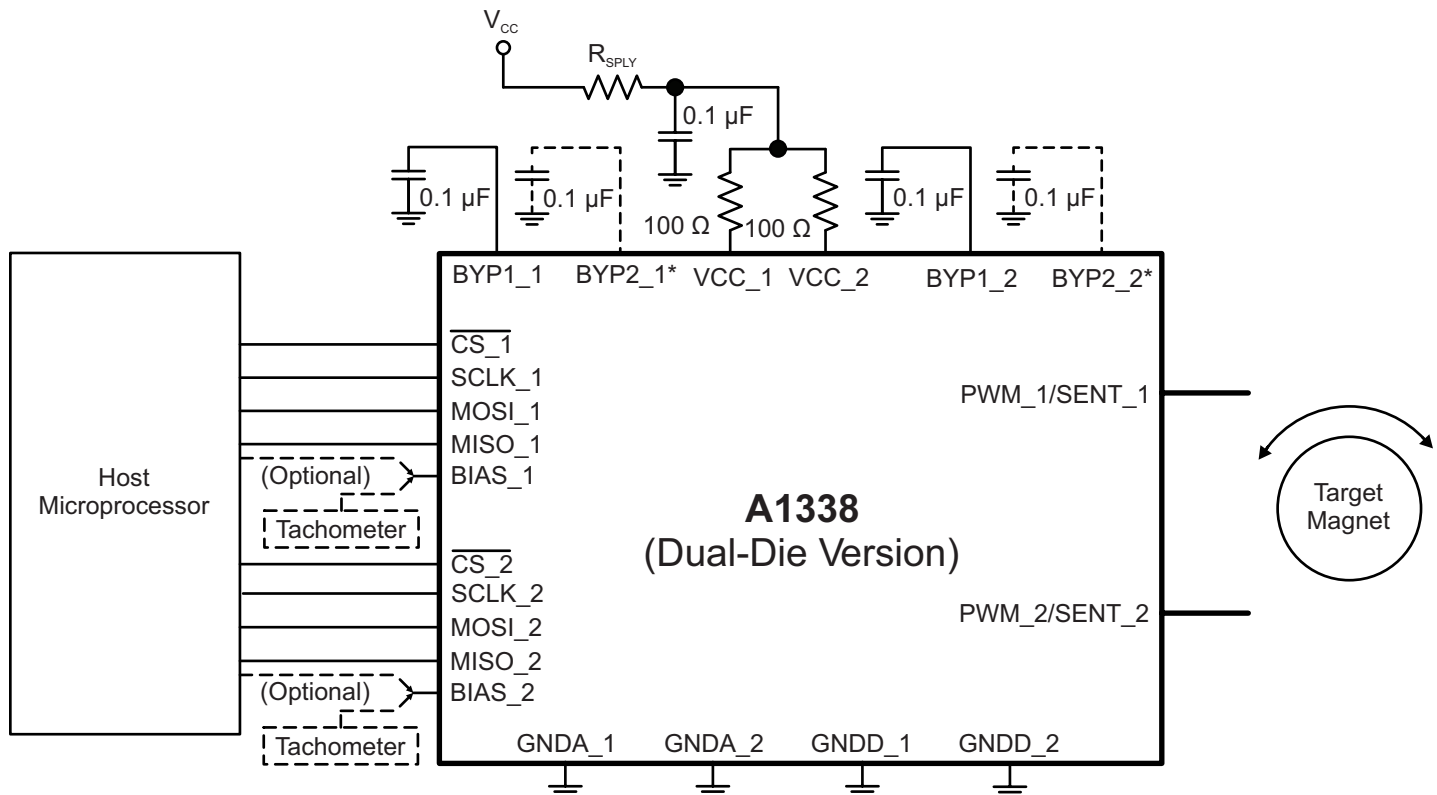 VCC
RSPLY
0.1 µF
0.1 µF
0.1 µF
0.1 µF
0.1 µF
100 Ω
100 Ω
BYP1_1
BYP2_1*
VCC_1
VCC_2
BYP1_2
BYP2_2*
CS_1
SCLK_1
MOSI_1
MISO_1
(Optional)
BIAS_1
Tachometer
Host
Microprocessor
CS_2
SCLK_2
MOSI_2
MISO_2
(Optional)
BIAS_2
Tachometer
A1338
(Dual-Die Version)
PWM_1/SENT_1
PWM_2/SENT_2
Target
Magnet
GNDA_1
GNDA_2
GNDD_1
GNDD_2